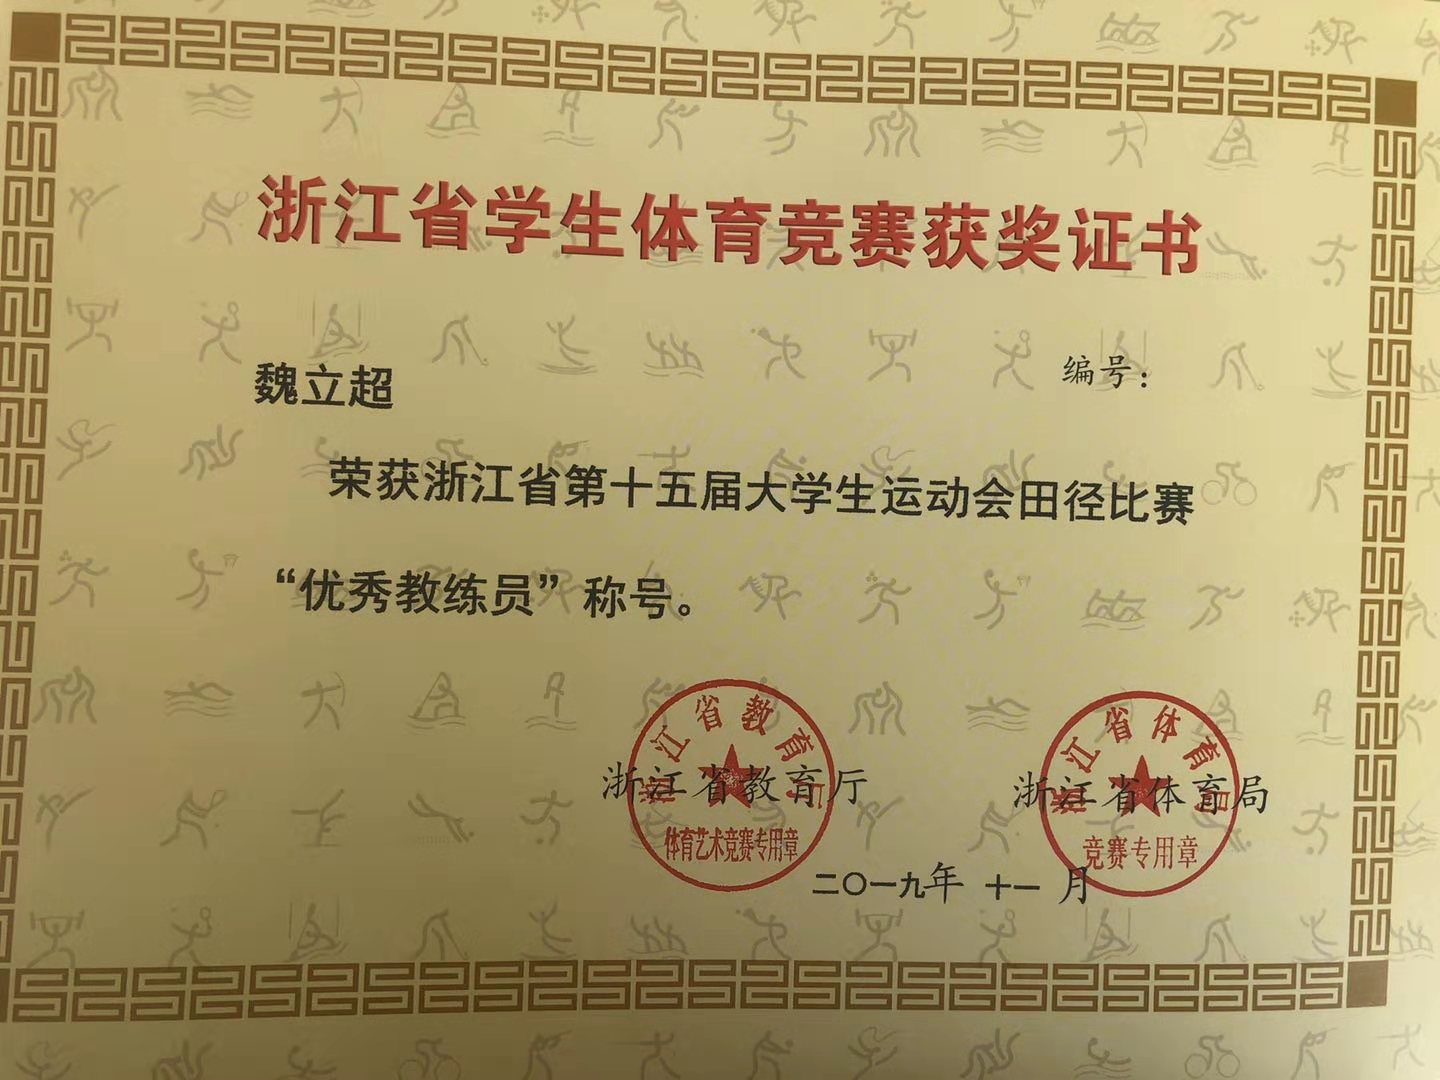 浙江省学生体育竞赛获奖证书
魏立超
编号：
荣获浙江省第十五届大学生运动会田径比赛
“优秀教练员”称号。
浙江省教育厅
体育艺术竞赛专用章
浙江省教育厅
浙江省体育局
竞赛专用章
浙江省体育局
二〇一九年 十一 月